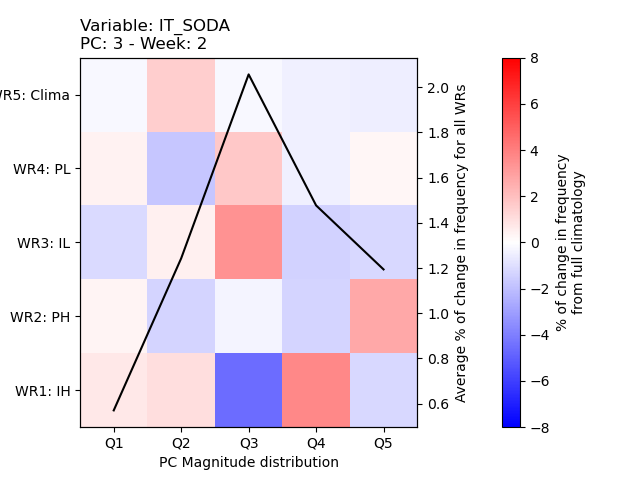 Variable: IT_SODA
PC: 3 - Week: 2
WR5: Clima
WR4: PL
WR3: IL
WR2: PH
WR1: IH
Q1 Q2 Q3 Q4 Q5
PC Magnitude distribution
2.0
1.8
1.6
1.4
1.2
1.0
0.8
0.6
Average % of change in frequency for all WRs
8
6
4
2
0
−2
−4
−6
−8
% of change in frequency
from full climatology